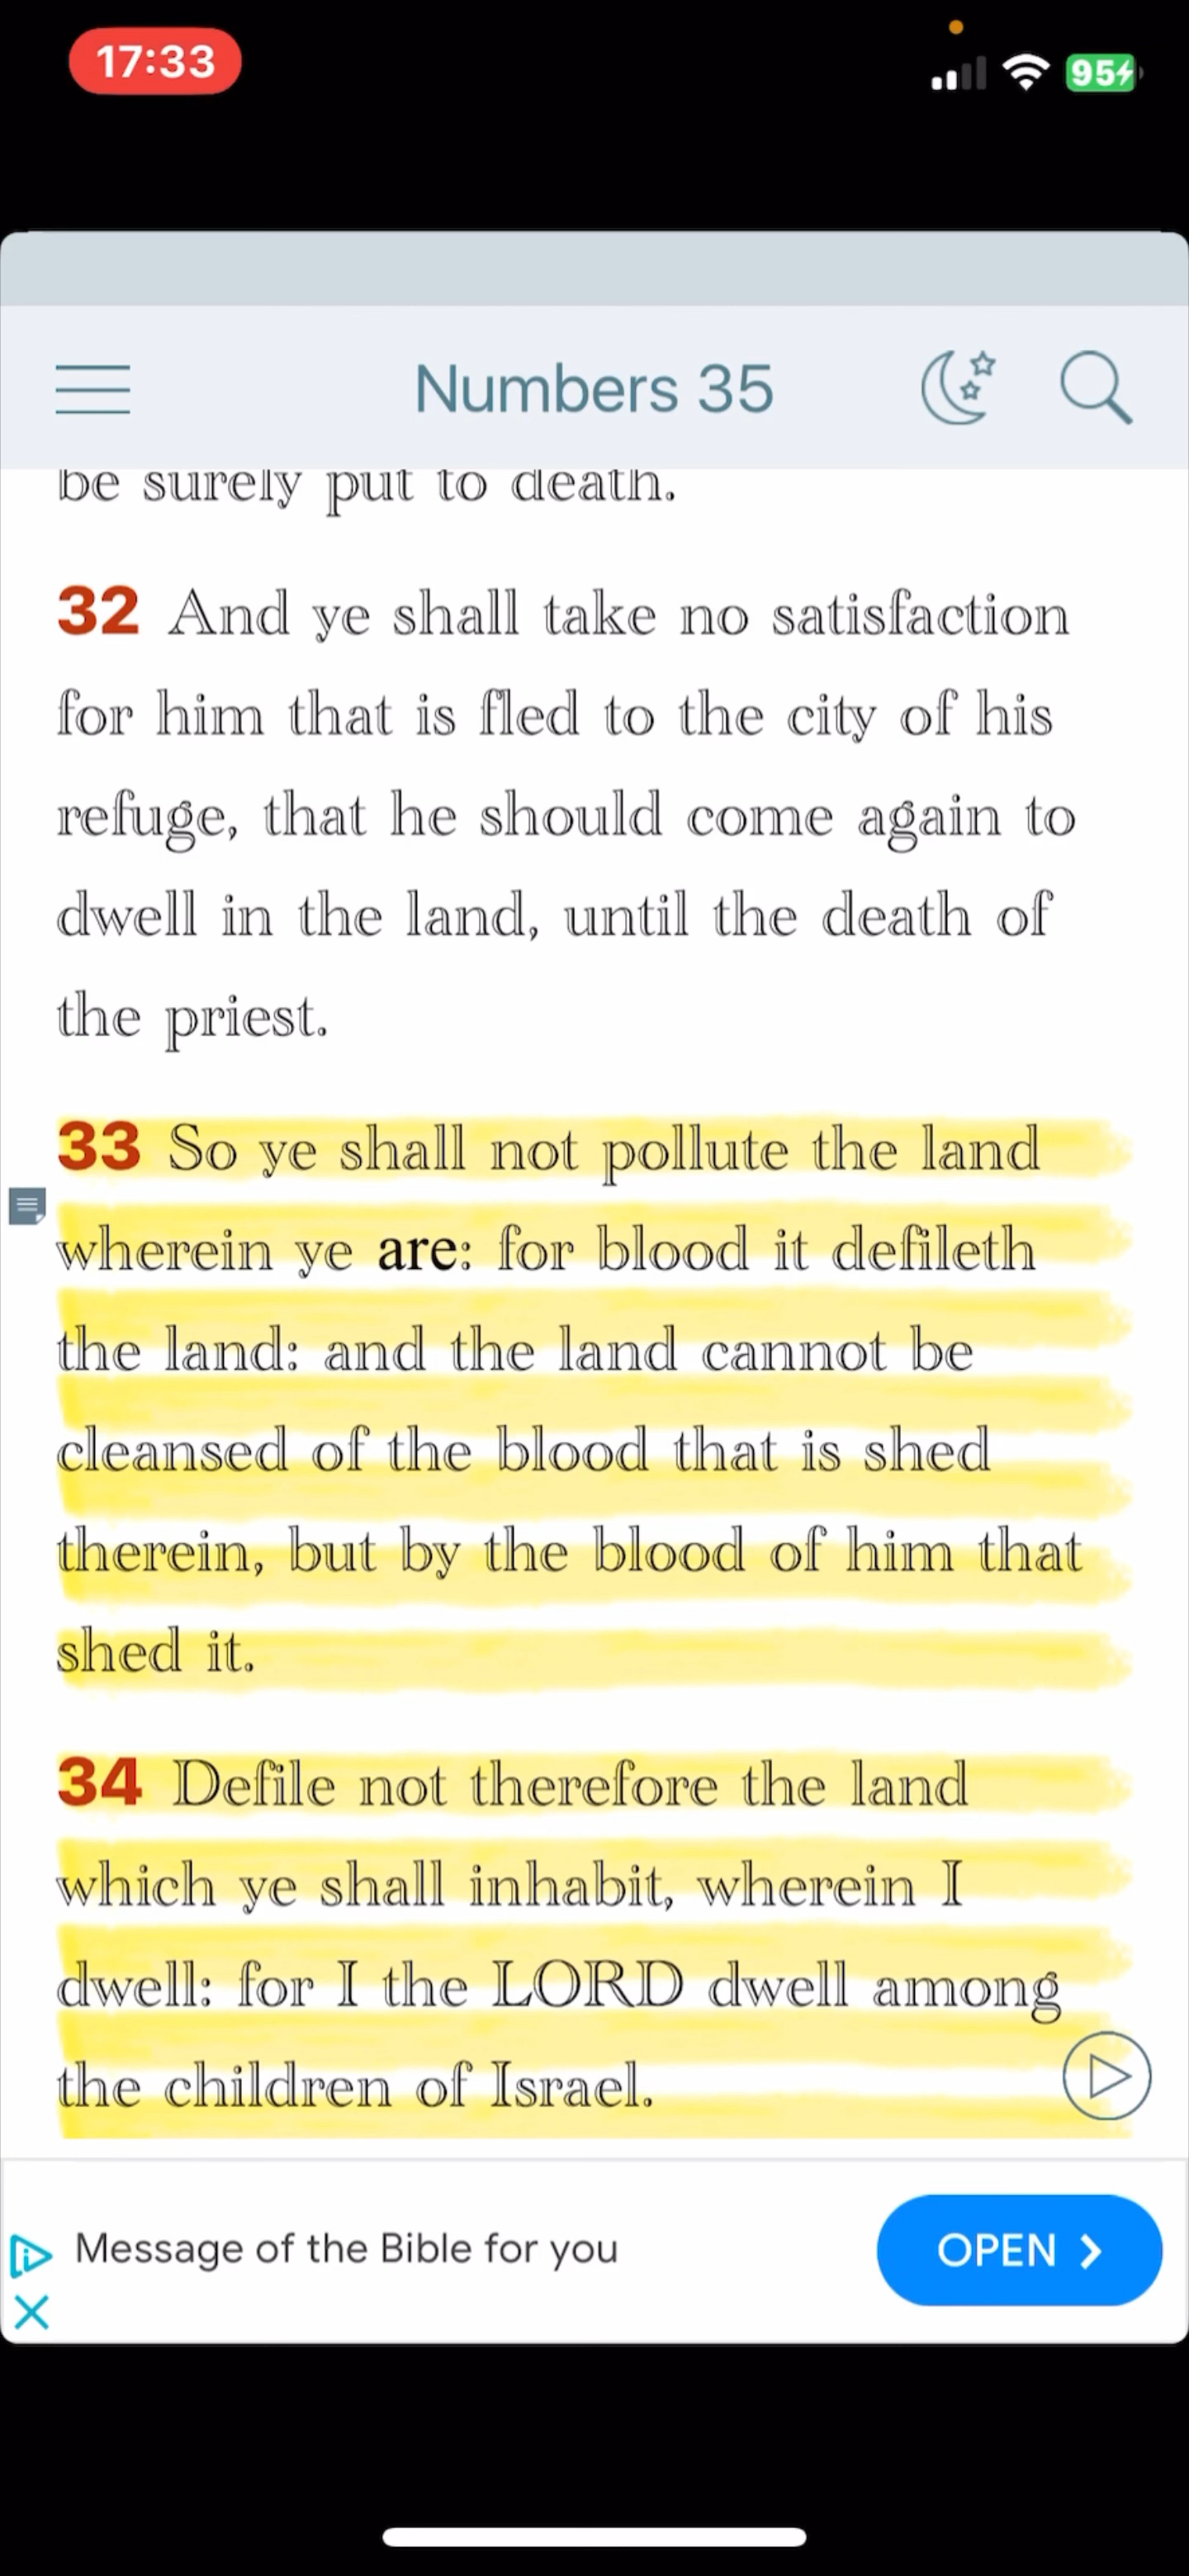 17:33
95
Numbers 35
be surely put to death.
32 And ye shall take no satisfaction
for him that is fled to the city of his
refuge, that he should come again to
dwell in the land, until the death of
the priest.
33 So ye shall not pollute the land
wherein ye are: for blood it defileth
the land: and the land cannot be
cleansed of the blood that is shed
therein, but by the blood of him that
shed it.
34 Defile not therefore the land
which ye shall inhabit, wherein I
dwell: for I the LORD dwell among
the children of Israel.
Message of the Bible for you
OPEN